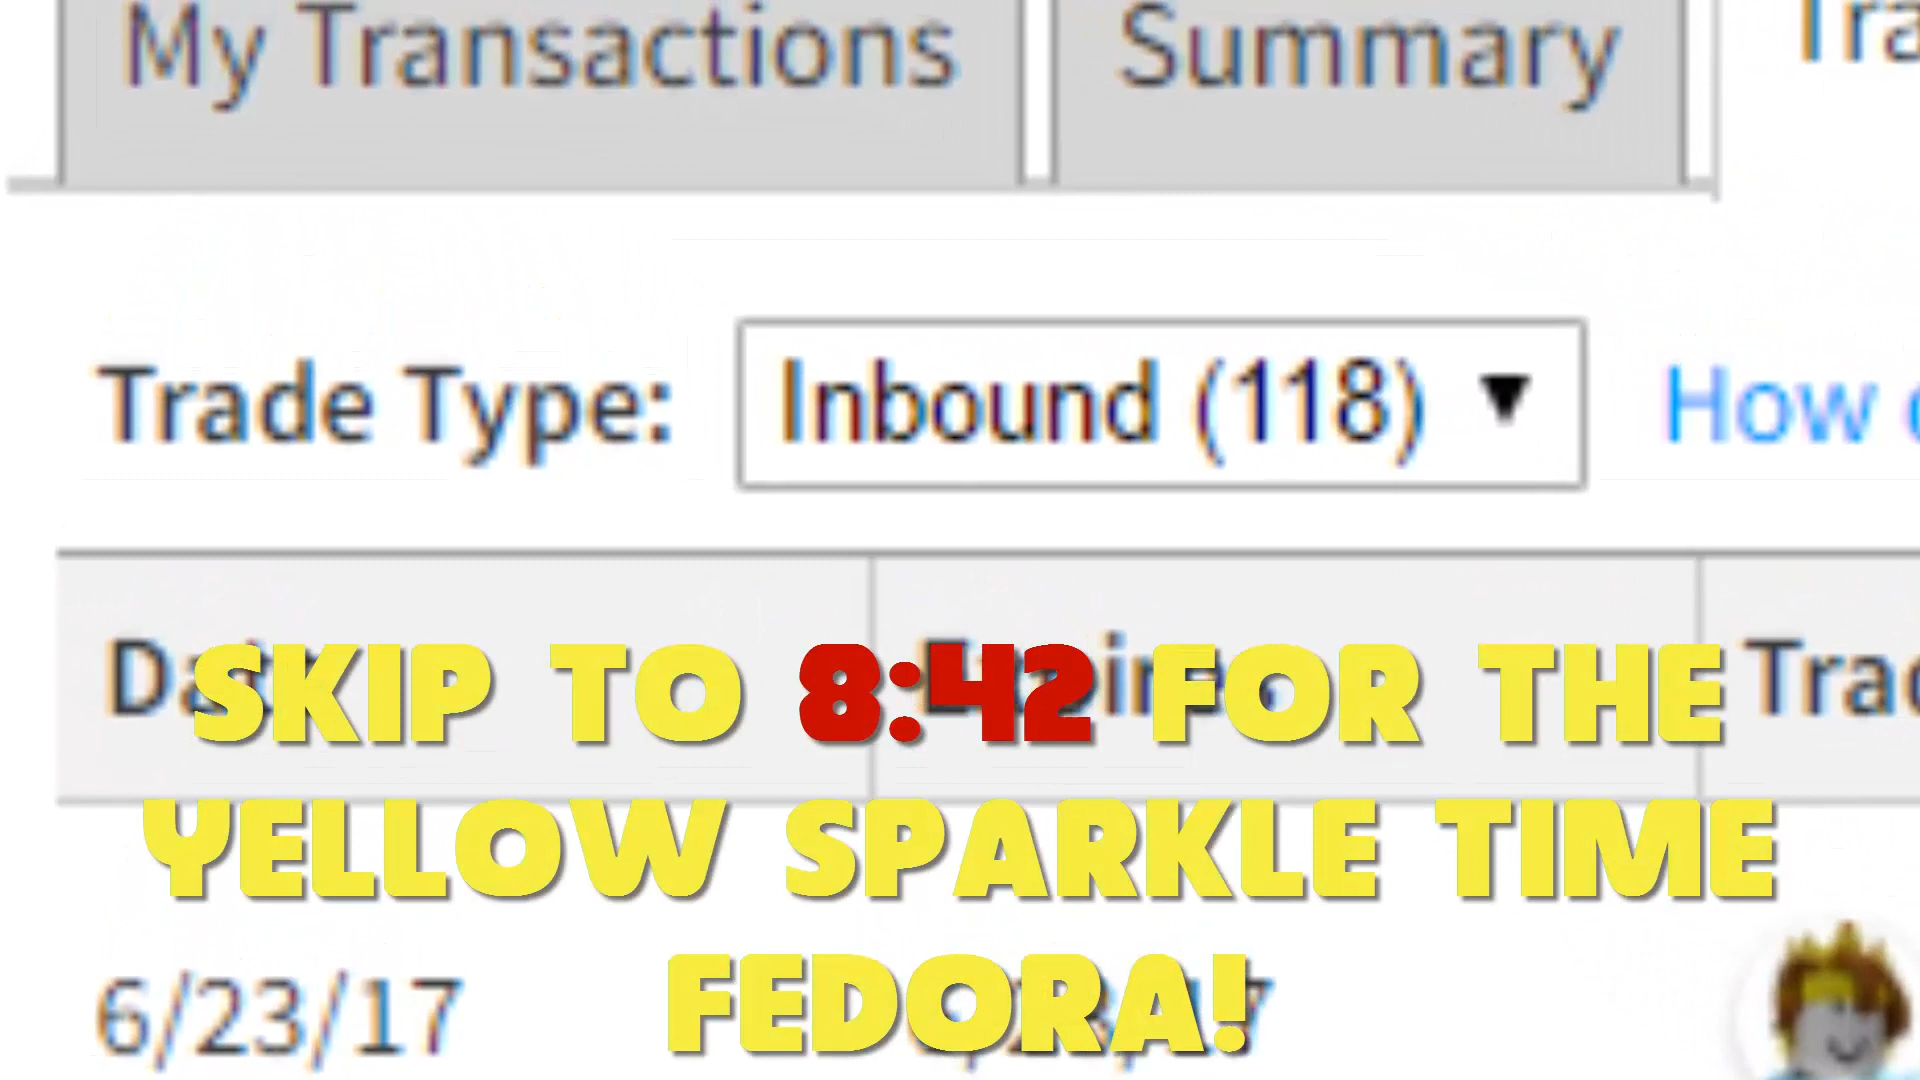 My Transactions Summary Tra
Trade Type: Inbound (118) ▼ How
SKIP TO 8:42 FOR THE
YELLOW SPARKLE TIME
FEDORA!
6/23/17